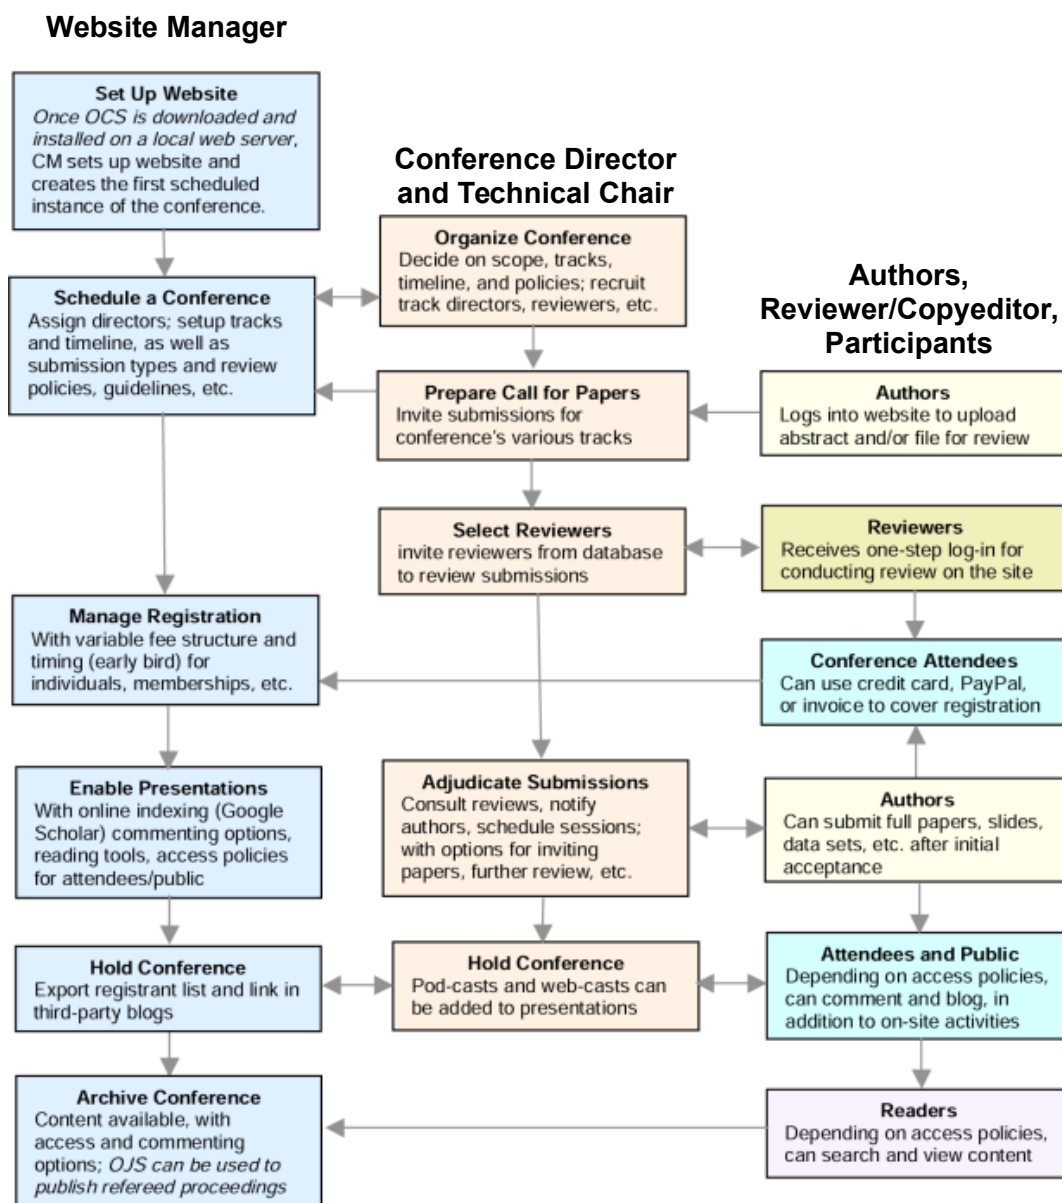 Website Manager
Set Up Website
Once OCS is downloaded and
installed on a local web server,
CM sets up website and
creates the first scheduled
instance of the conference.
Schedule a Conference
Assign directors; setup tracks
and timeline, as well as
submission types and review
policies, guidelines, etc.
Manage Registration
With variable fee structure and
timing (early bird) for
individuals, memberships, etc.
Enable Presentations
With online indexing (Google
Scholar) commenting options,
reading tools, access policies
for attendees/public
Hold Conference
Export registrant list and link in
third-party blogs
Archive Conference
Content available, with
access and commenting
options; OJS can be used to
publish refereed proceedings
Conference Director
and Technical Chair
Organize Conference
Decide on scope, tracks,
timeline, and policies; recruit
track directors, reviewers, etc.
Prepare Call for Papers
Invite submissions for
conference's various tracks
Select Reviewers
invite reviewers from database
to review submissions
Adjudicate Submissions
Consult reviews, notify
authors, schedule sessions;
with options for inviting
papers, further review, etc.
Hold Conference
Pod-casts and web-casts can
be added to presentations
Authors,
Reviewer/Copyeditor,
Participants
Authors
Logs into website to upload
abstract and/or file for review
Reviewers
Receives one-step log-in for
conducting review on the site
Conference Attendees
Can use credit card, PayPal,
or invoice to cover registration
Authors
Can submit full papers, slides,
data sets, etc. after initial
acceptance
Attendees and Public
Depending on access policies,
can comment and blog, in
addition to on-site activities
Readers
Depending on access policies,
can search and view content